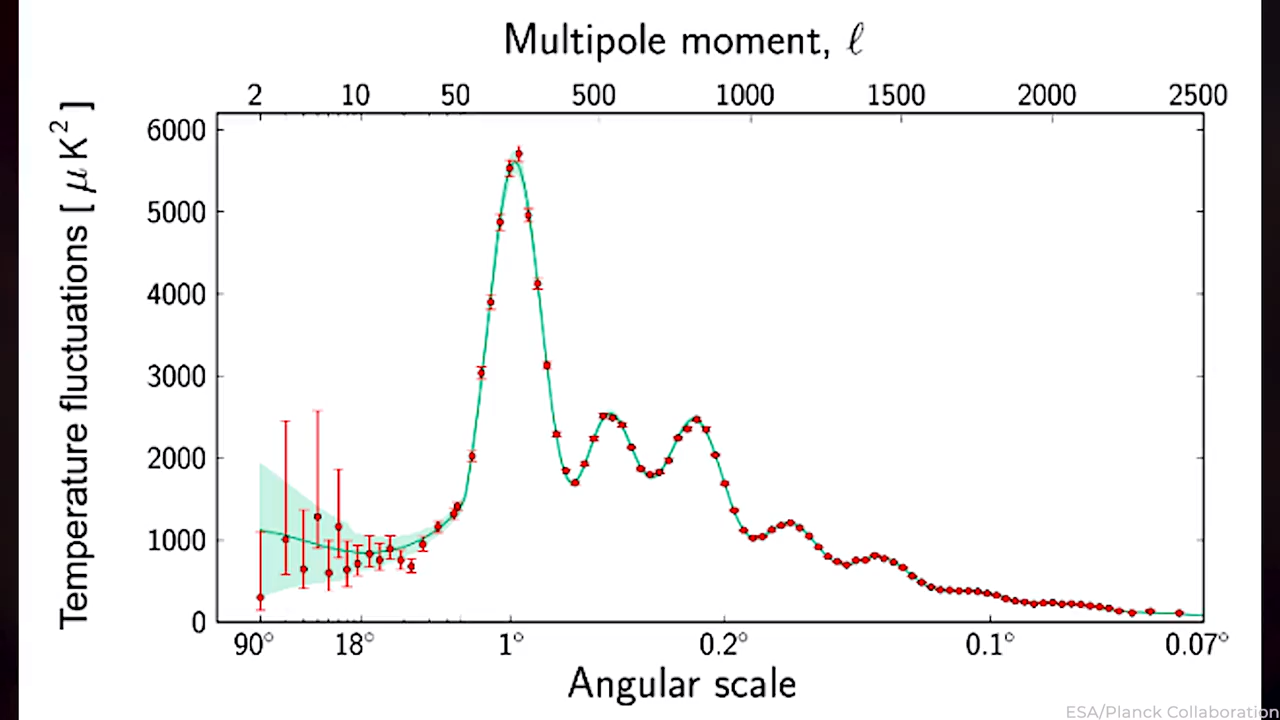 Multipole moment, ℓ
2 10 50 500 1000 1500 2000 2500
Temperature fluctuations [ μ K² ]
6000
5000
4000
3000
2000
1000
0
90° 18° 1° 0.2° 0.1° 0.07°
Angular scale
ESA/Planck Collaboration